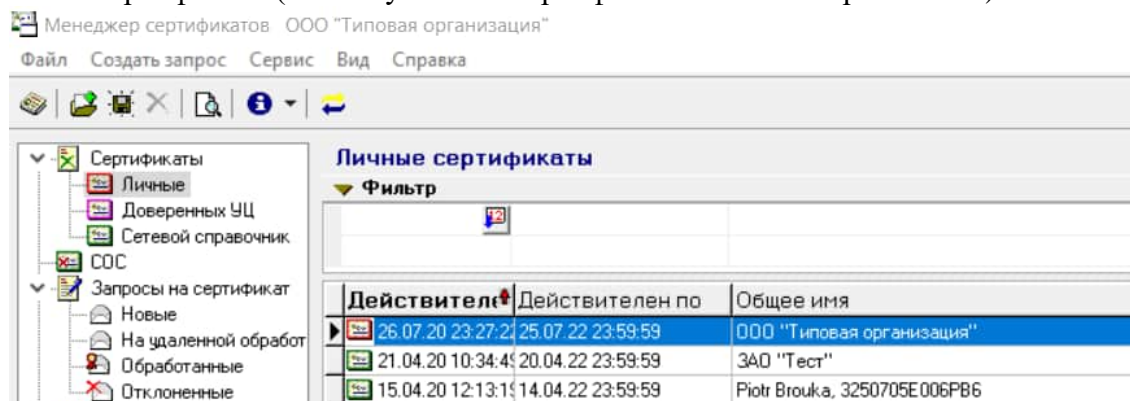 Менеджер сертификатов ООО "Типовая организация"
Файл Создать запрос Сервис Вид Справка
Сертификаты
Личные
Доверенных УЦ
Сетевой справочник
СОС
Запросы на сертификат
Новые
На удаленной обработ
Обработанные
Отклоненные
Личные сертификаты
Фильтр
12
Действителе Действителен по Общее имя
26.07.20 23:27:2 25.07.22 23:59:59 ООО "Типовая организация"
21.04.20 10:34:4 20.04.22 23:59:59 ЗАО "Тест"
15.04.20 12:13:1 14.04.22 23:59:59 Piotr Brouka, 3250705E006PB6